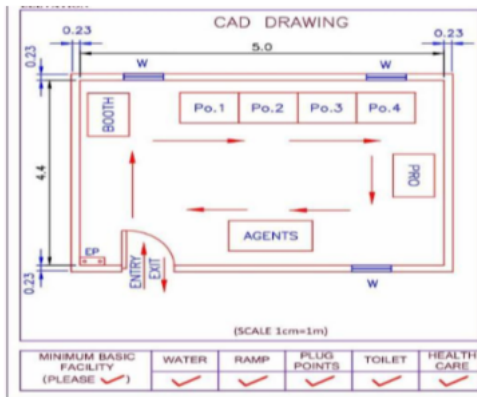 CAD DRAWING
0.23
0.23
5.0
0.23
W
W
BOOTH
Po.1
Po.2
Po.3
Po.4
4.4
PRO
AGENTS
EP
ENTRY
EXIT
0.23
W
(SCALE 1cm=1m)
MINIMUM BASIC
FACILITY
(PLEASE ✓)
WATER
RAMP
PLUG
POINTS
TOILET
HEALTH
CARE
✓ ✓ ✓ ✓ ✓